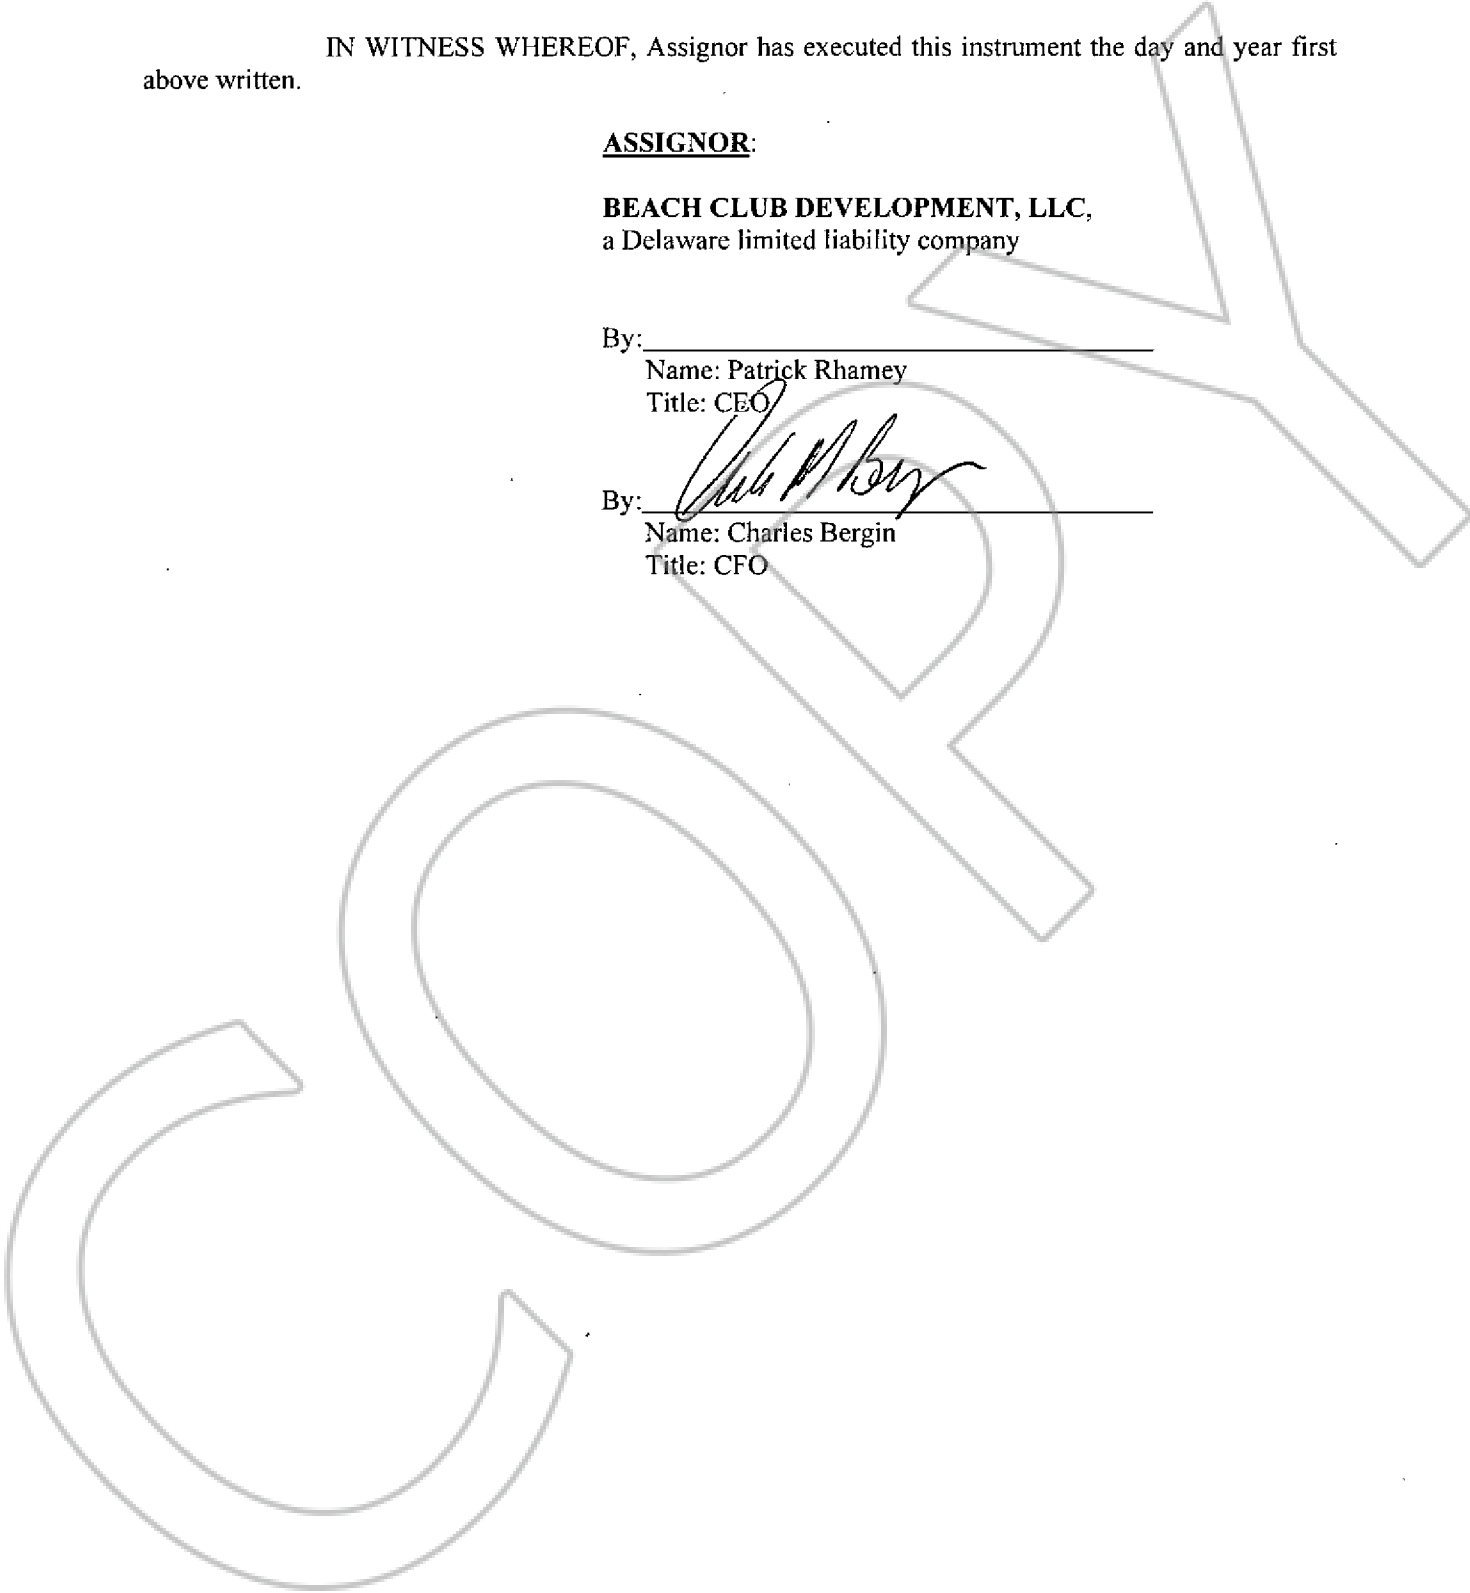 IN WITNESS WHEREOF, Assignor has executed this instrument the day and year first
above written.
ASSIGNOR:
BEACH CLUB DEVELOPMENT, LLC,
a Delaware limited liability company
By:
Name: Patrick Rhamey
Title: CEO
By:
Name: Charles Bergin
Title: CFO
COPY